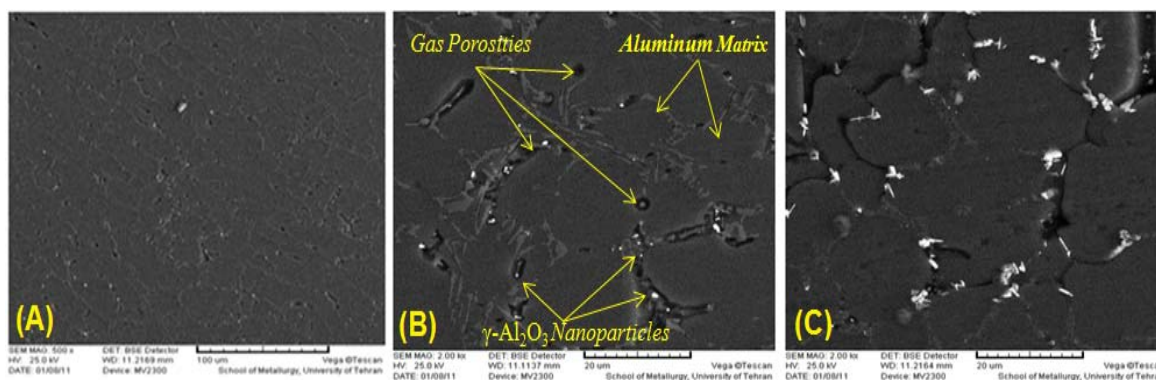 Gas Porostties
Aluminum Matrix
γ-Al₂O₃ Nanoparticles
(A)
(B)
(C)
SEM MAG: 500 x DET: BSE Detector
HV: 25.0 kV WD: 11.2169 mm 100 um Vega ©Tescan
DATE: 01/08/11 Device: MV2300 School of Metallurgy, University of Tehran
SEM MAG: 2.00 kx DET: BSE Detector
HV: 25.0 kV WD: 11.1137 mm 20 um Vega ©Tescan
DATE: 01/08/11 Device: MV2300 School of Metallurgy, University of Tehran
SEM MAG: 2.00 kx DET: BSE Detector
HV: 25.0 kV WD: 11.2164 mm 20 um Vega ©Tescan
DATE: 01/08/11 Device: MV2300 School of Metallurgy, University of Tehran